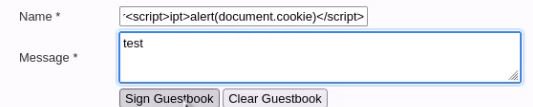 Name *
<script>ipt>alert(document.cookie)</script>
test
Message *
Sign Guestbook
Clear Guestbook